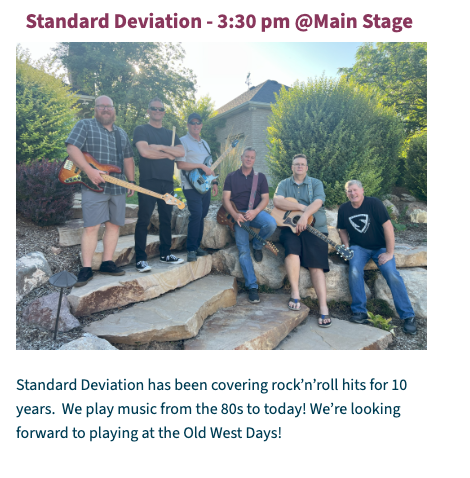 Standard Deviation - 3:30 pm @Main Stage
Standard Deviation has been covering rock’n’roll hits for 10
years.  We play music from the 80s to today! We’re looking
forward to playing at the Old West Days!